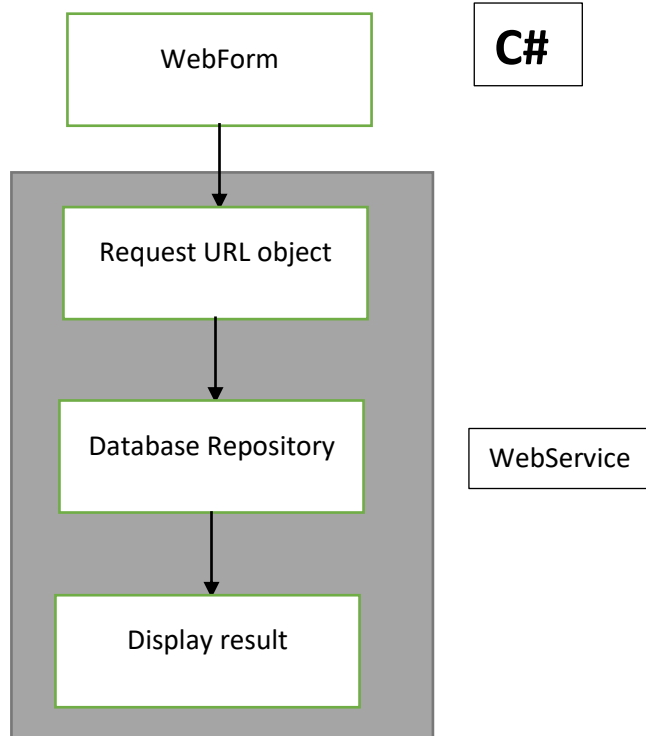 WebForm
C#
Request URL object
Database Repository
WebService
Display result